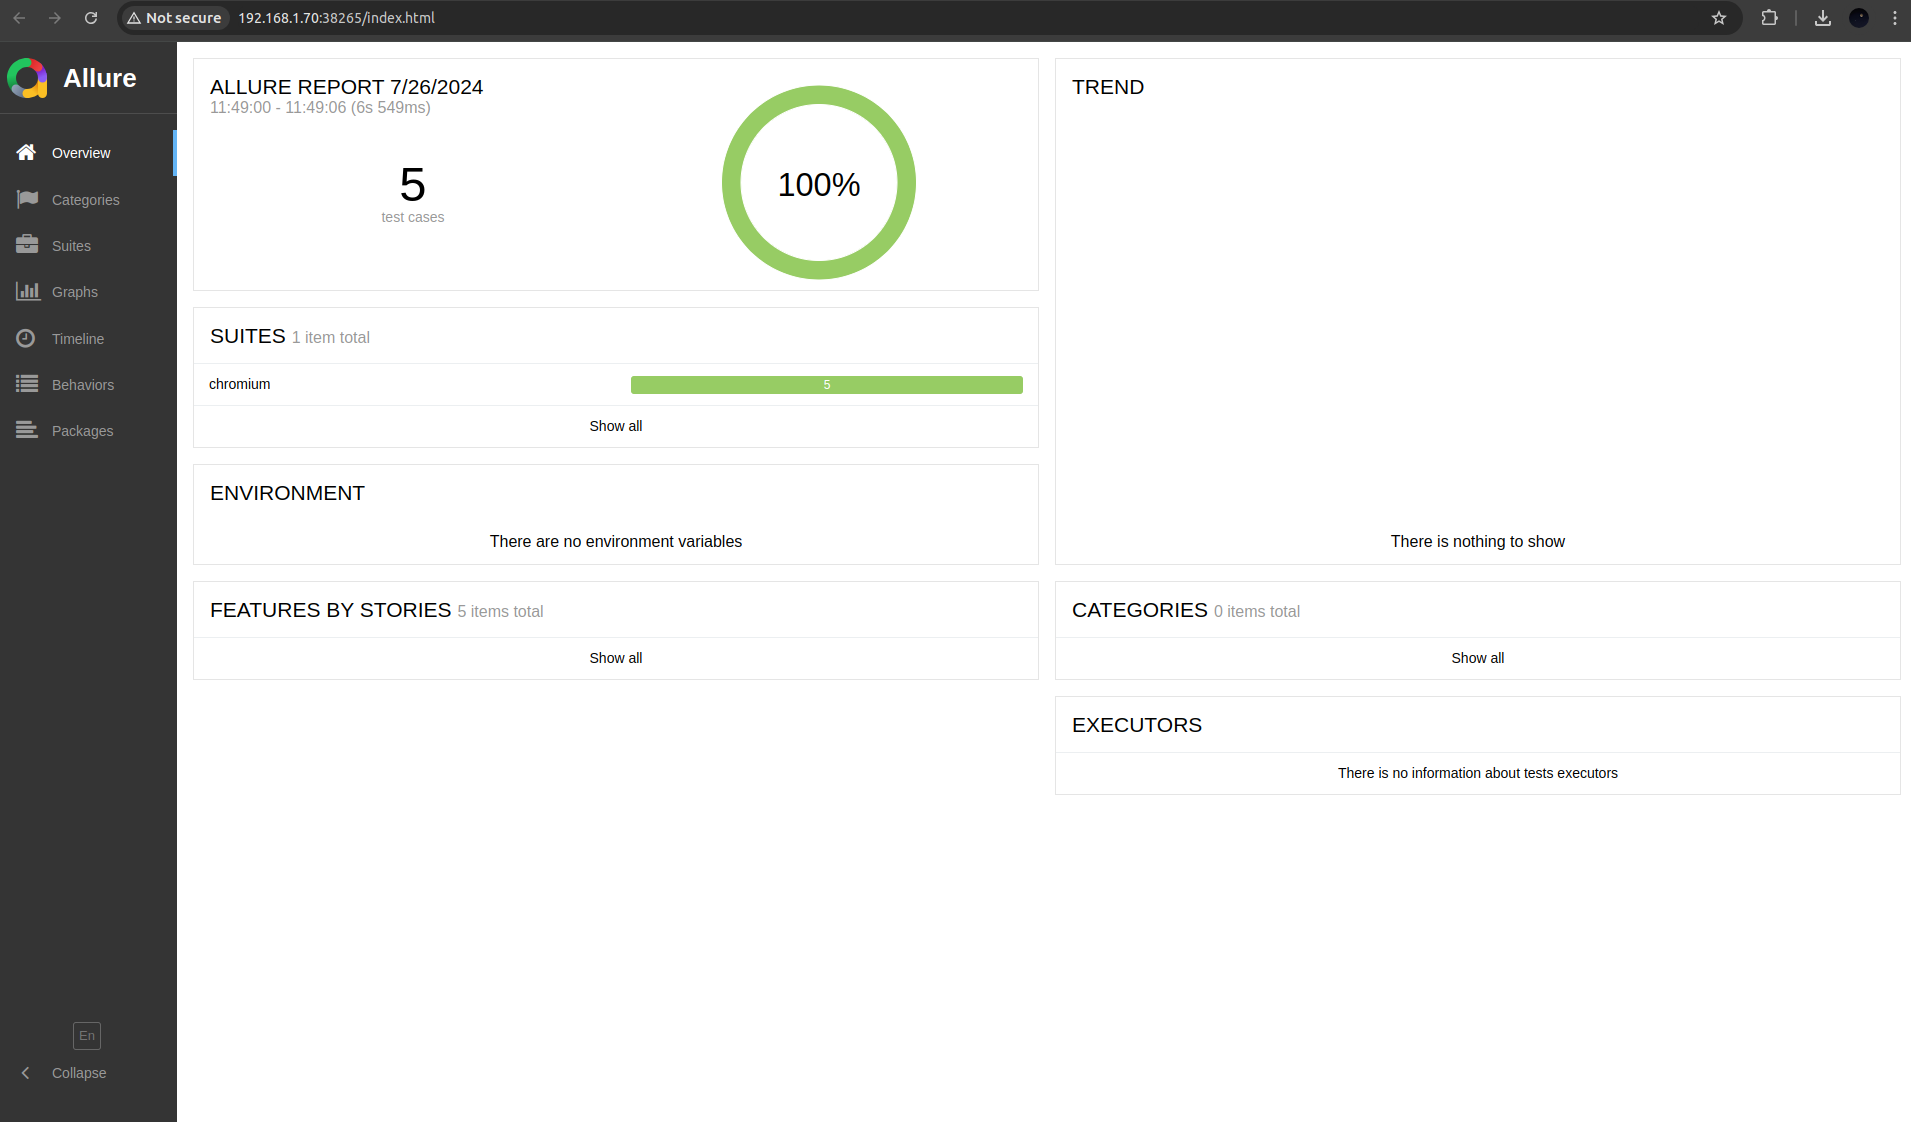 Not secure 192.168.1.70:38265/index.html
Allure
Overview
Categories
Suites
Graphs
Timeline
Behaviors
Packages
En
Collapse
ALLURE REPORT 7/26/2024
11:49:00 - 11:49:06 (6s 549ms)
5
test cases
100%
SUITES 1 item total
chromium 5
Show all
ENVIRONMENT
There are no environment variables
FEATURES BY STORIES 5 items total
Show all
TREND
There is nothing to show
CATEGORIES 0 items total
Show all
EXECUTORS
There is no information about tests executors